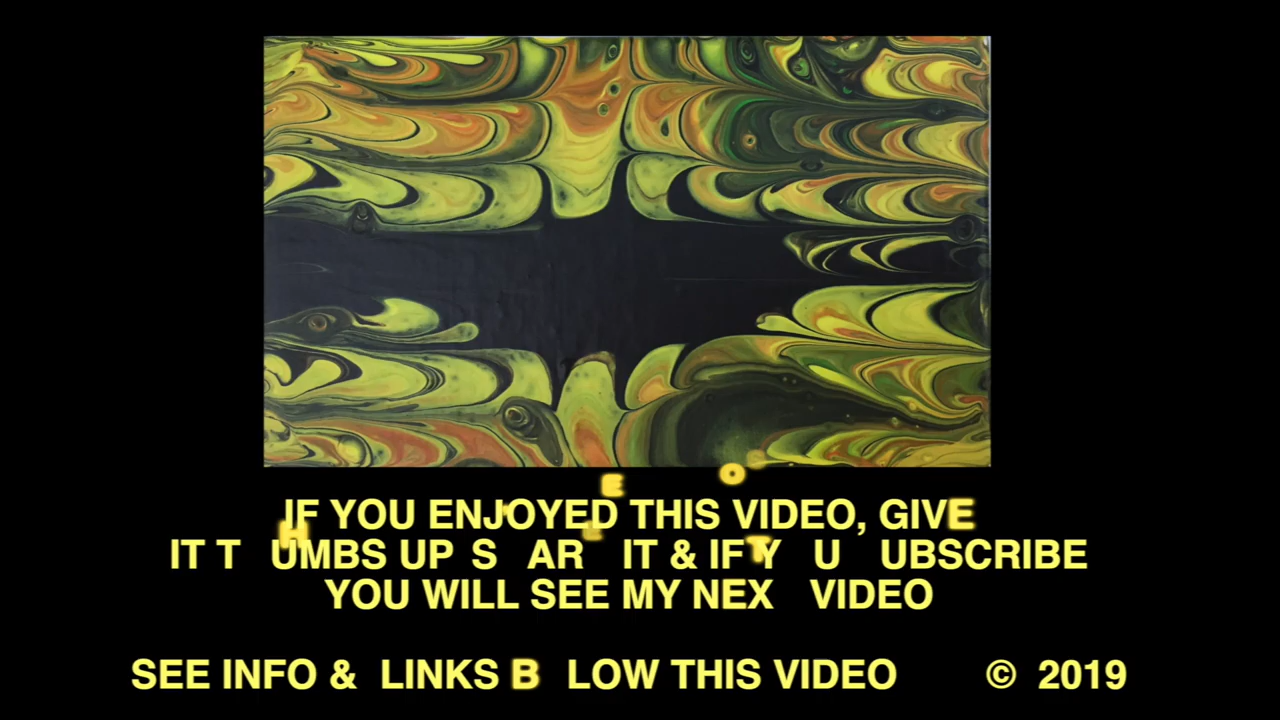 IF YOU ENJOYED THIS VIDEO, GIVE
IT T UMBS UP S AR IT & IF Y U UBSCRIBE
YOU WILL SEE MY NEX VIDEO
SEE INFO & LINKS B LOW THIS VIDEO © 2019